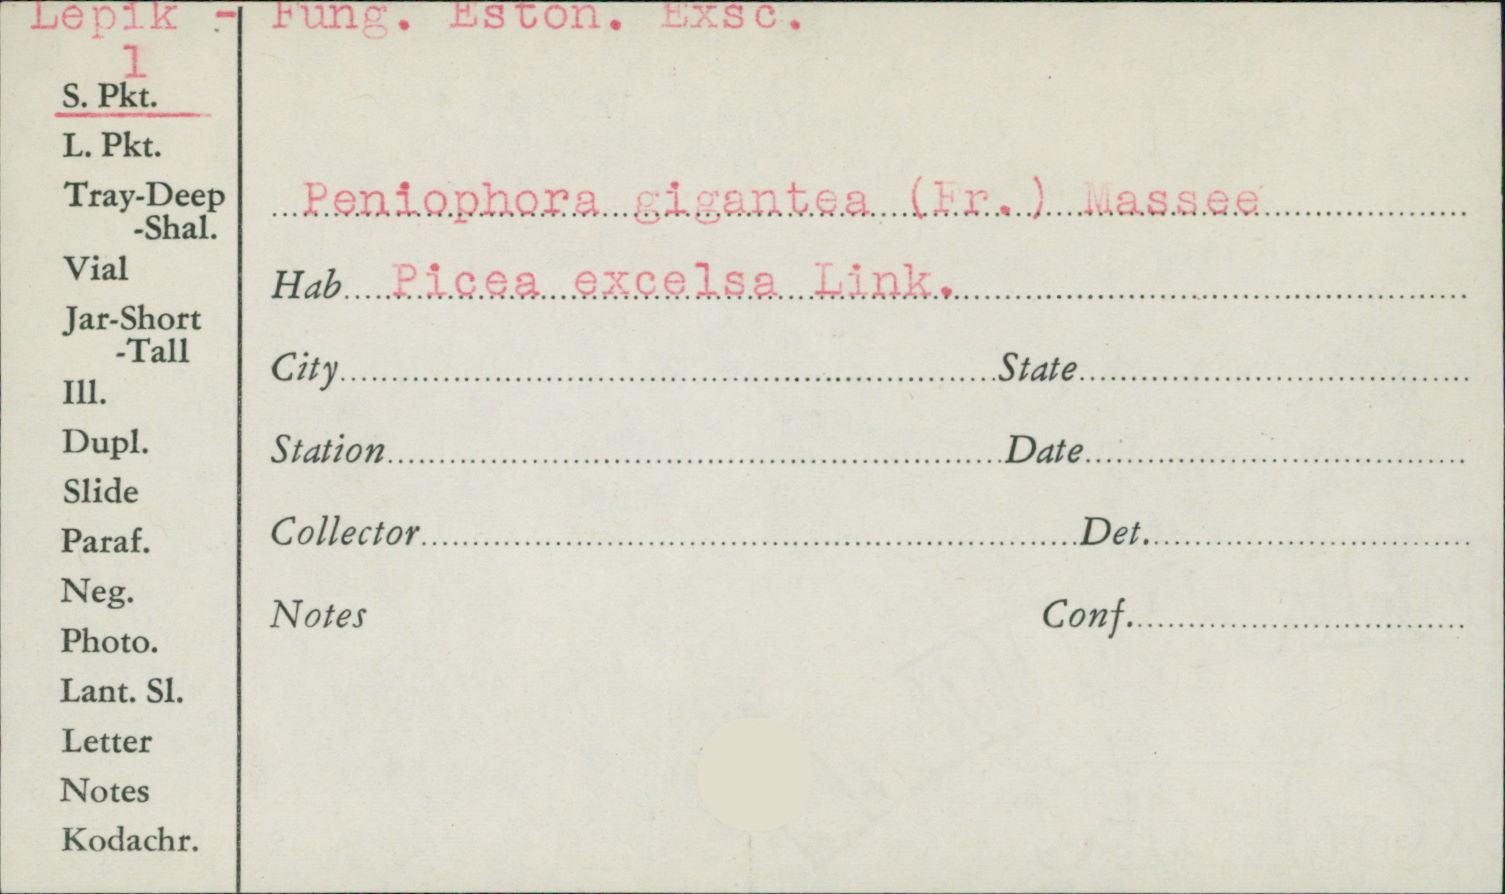 Lepik - Fung. Eston. Exsc.
1
S. Pkt.
L. Pkt.
Tray-Deep
-Shal.
Vial
Jar-Short
-Tall
Ill.
Dupl.
Slide
Paraf.
Neg.
Photo.
Lant. Sl.
Letter
Notes
Kodachr.
Peniophora gigantea (Fr.) Massee
Hab. Picea excelsa Link.
City State
Station Date
Collector Det.
Notes Conf.